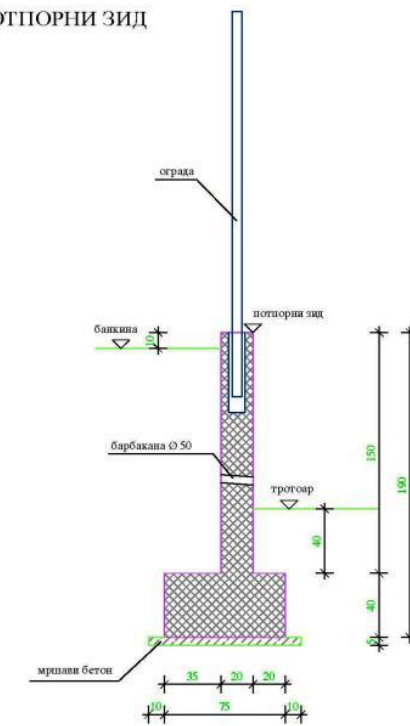 ОТПОРНИ ЗИД
ограда
потпорни зид
банкина
10
барбакана Ø 50
150
190
тротоар
40
40
5
мршави бетон
35 20 20
10 75 10